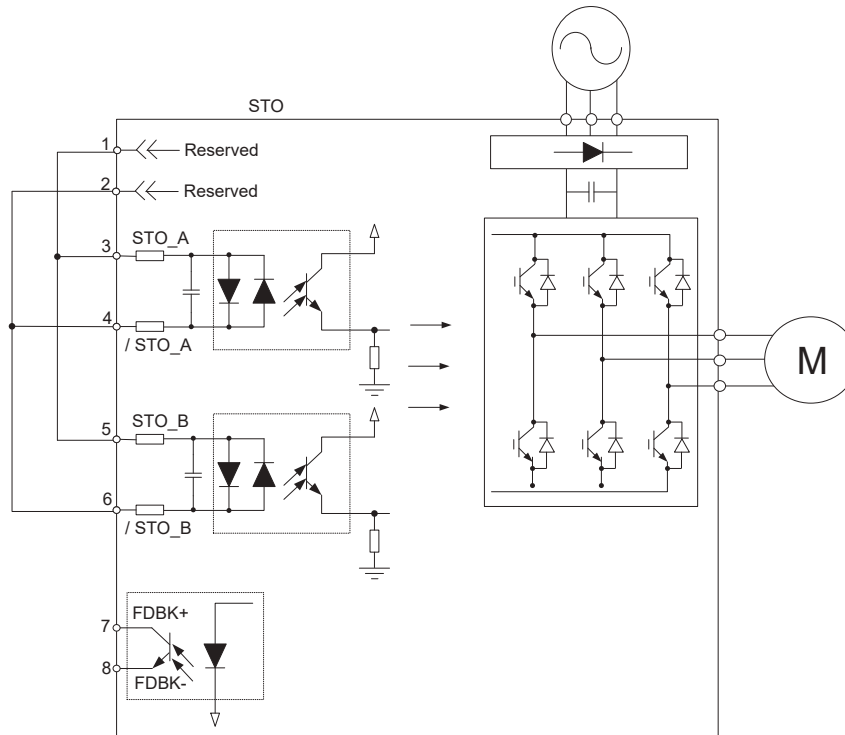 STO
1
Reserved
2
Reserved
3
STO_A
4
/ STO_A
5
STO_B
6
/ STO_B
7
FDBK+
8
FDBK-
M